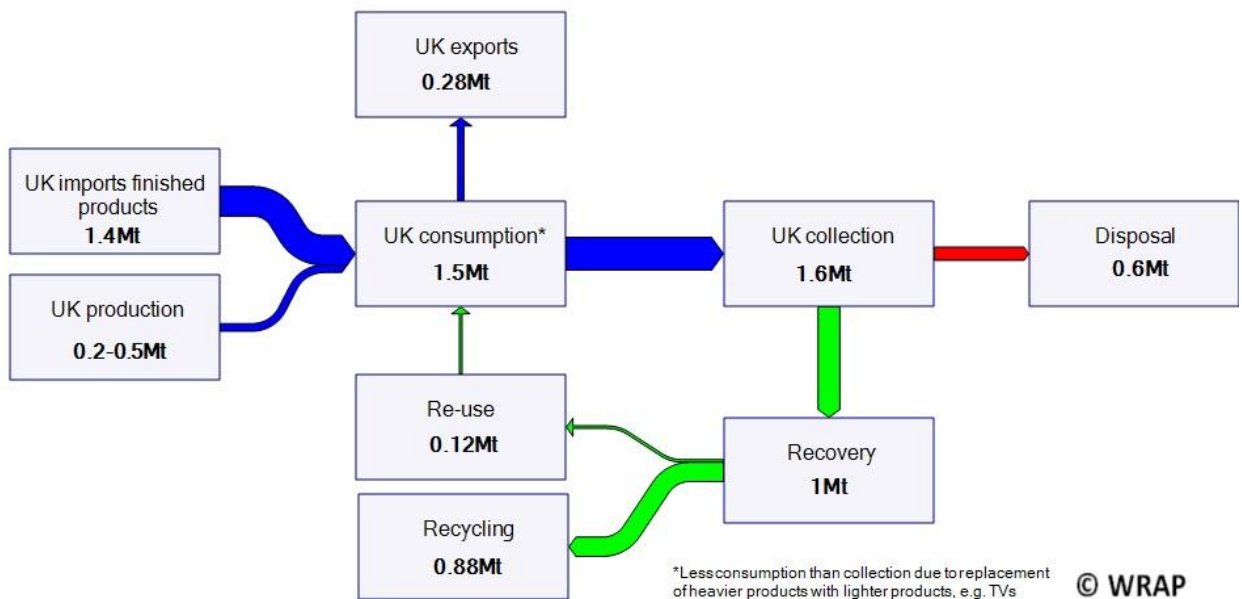 UK exports
0.28Mt
UK imports finished
products
1.4Mt
UK consumption*
1.5Mt
UK collection
1.6Mt
Disposal
0.6Mt
UK production
0.2-0.5Mt
Re-use
0.12Mt
Recovery
1Mt
Recycling
0.88Mt
*Less consumption than collection due to replacement
of heavier products with lighter products, e.g. TVs
© WRAP